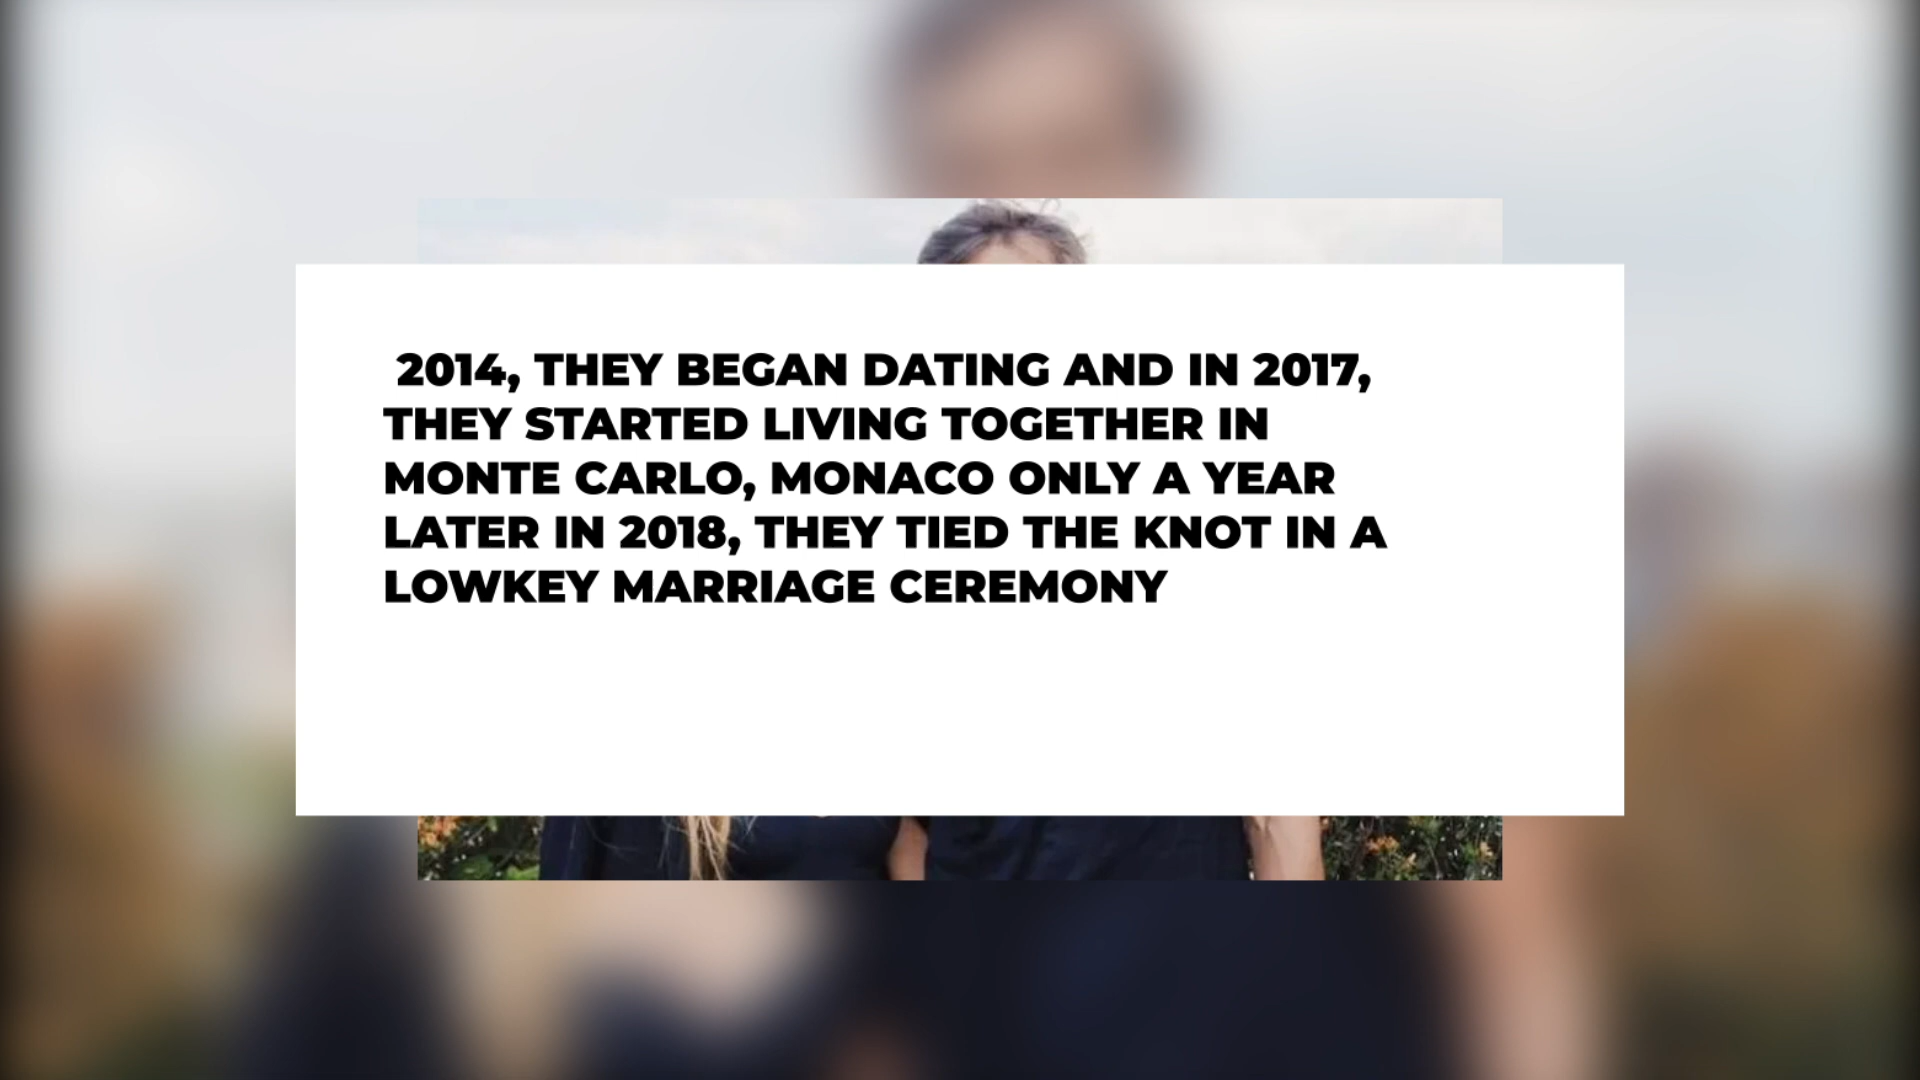 2014, THEY BEGAN DATING AND IN 2017,
THEY STARTED LIVING TOGETHER IN
MONTE CARLO, MONACO ONLY A YEAR
LATER IN 2018, THEY TIED THE KNOT IN A
LOWKEY MARRIAGE CEREMONY